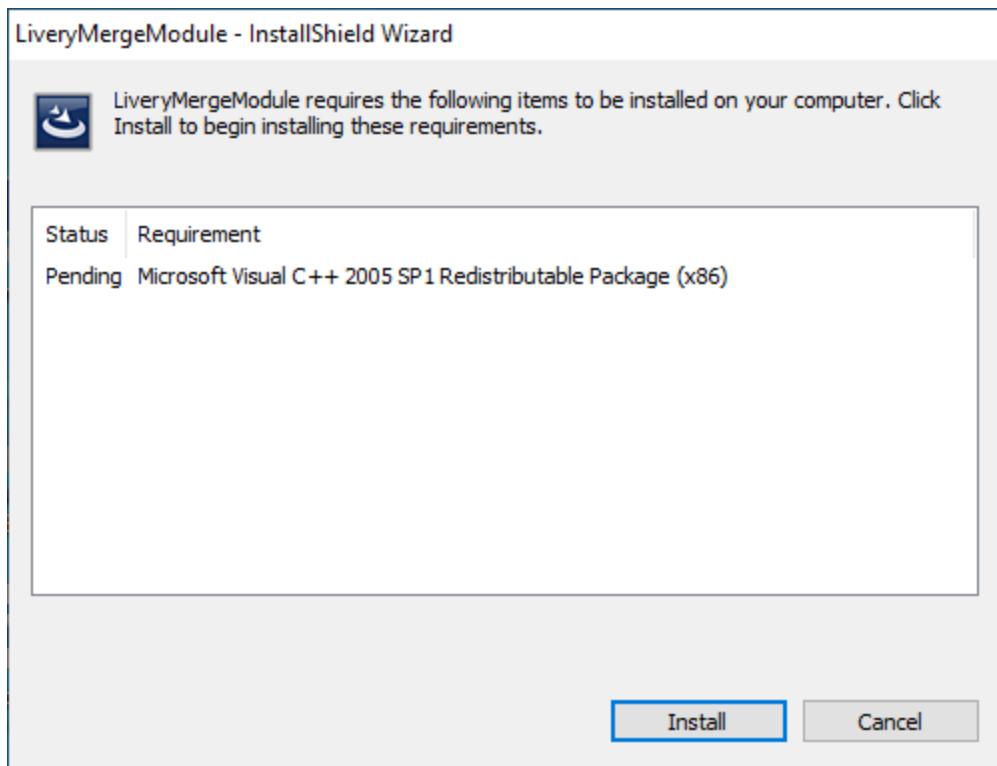 LiveryMergeModule - InstallShield Wizard
LiveryMergeModule requires the following items to be installed on your computer. Click
Install to begin installing these requirements.
Status Requirement
Pending Microsoft Visual C++ 2005 SP1 Redistributable Package (x86)
Install Cancel